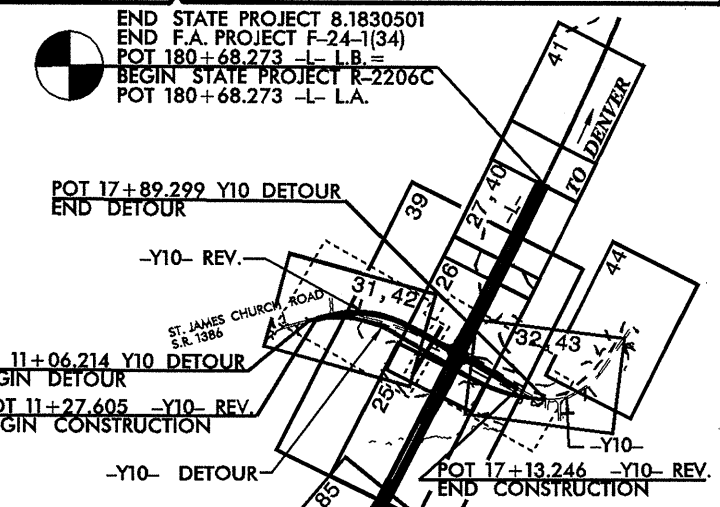 END STATE PROJECT 8.1830501
END F.A. PROJECT F-24-1(34)
POT 180+68.273 -L- L.B. =
BEGIN STATE PROJECT R-2206C
POT 180+68.273 -L- L.A.
41
TO DENVER
POT 17+89.299 Y10 DETOUR
END DETOUR
27, 40
-L-
39
-Y10- REV.
26
44
31, 42
ST. JAMES CHURCH ROAD
S.R. 1386
32, 43
11+06.214 Y10 DETOUR
GIN DETOUR
OT 11+27.605 -Y10- REV.
GIN CONSTRUCTION
25,
-Y10-
-Y10- DETOUR
POT 17+13.246 -Y10- REV.
END CONSTRUCTION
85